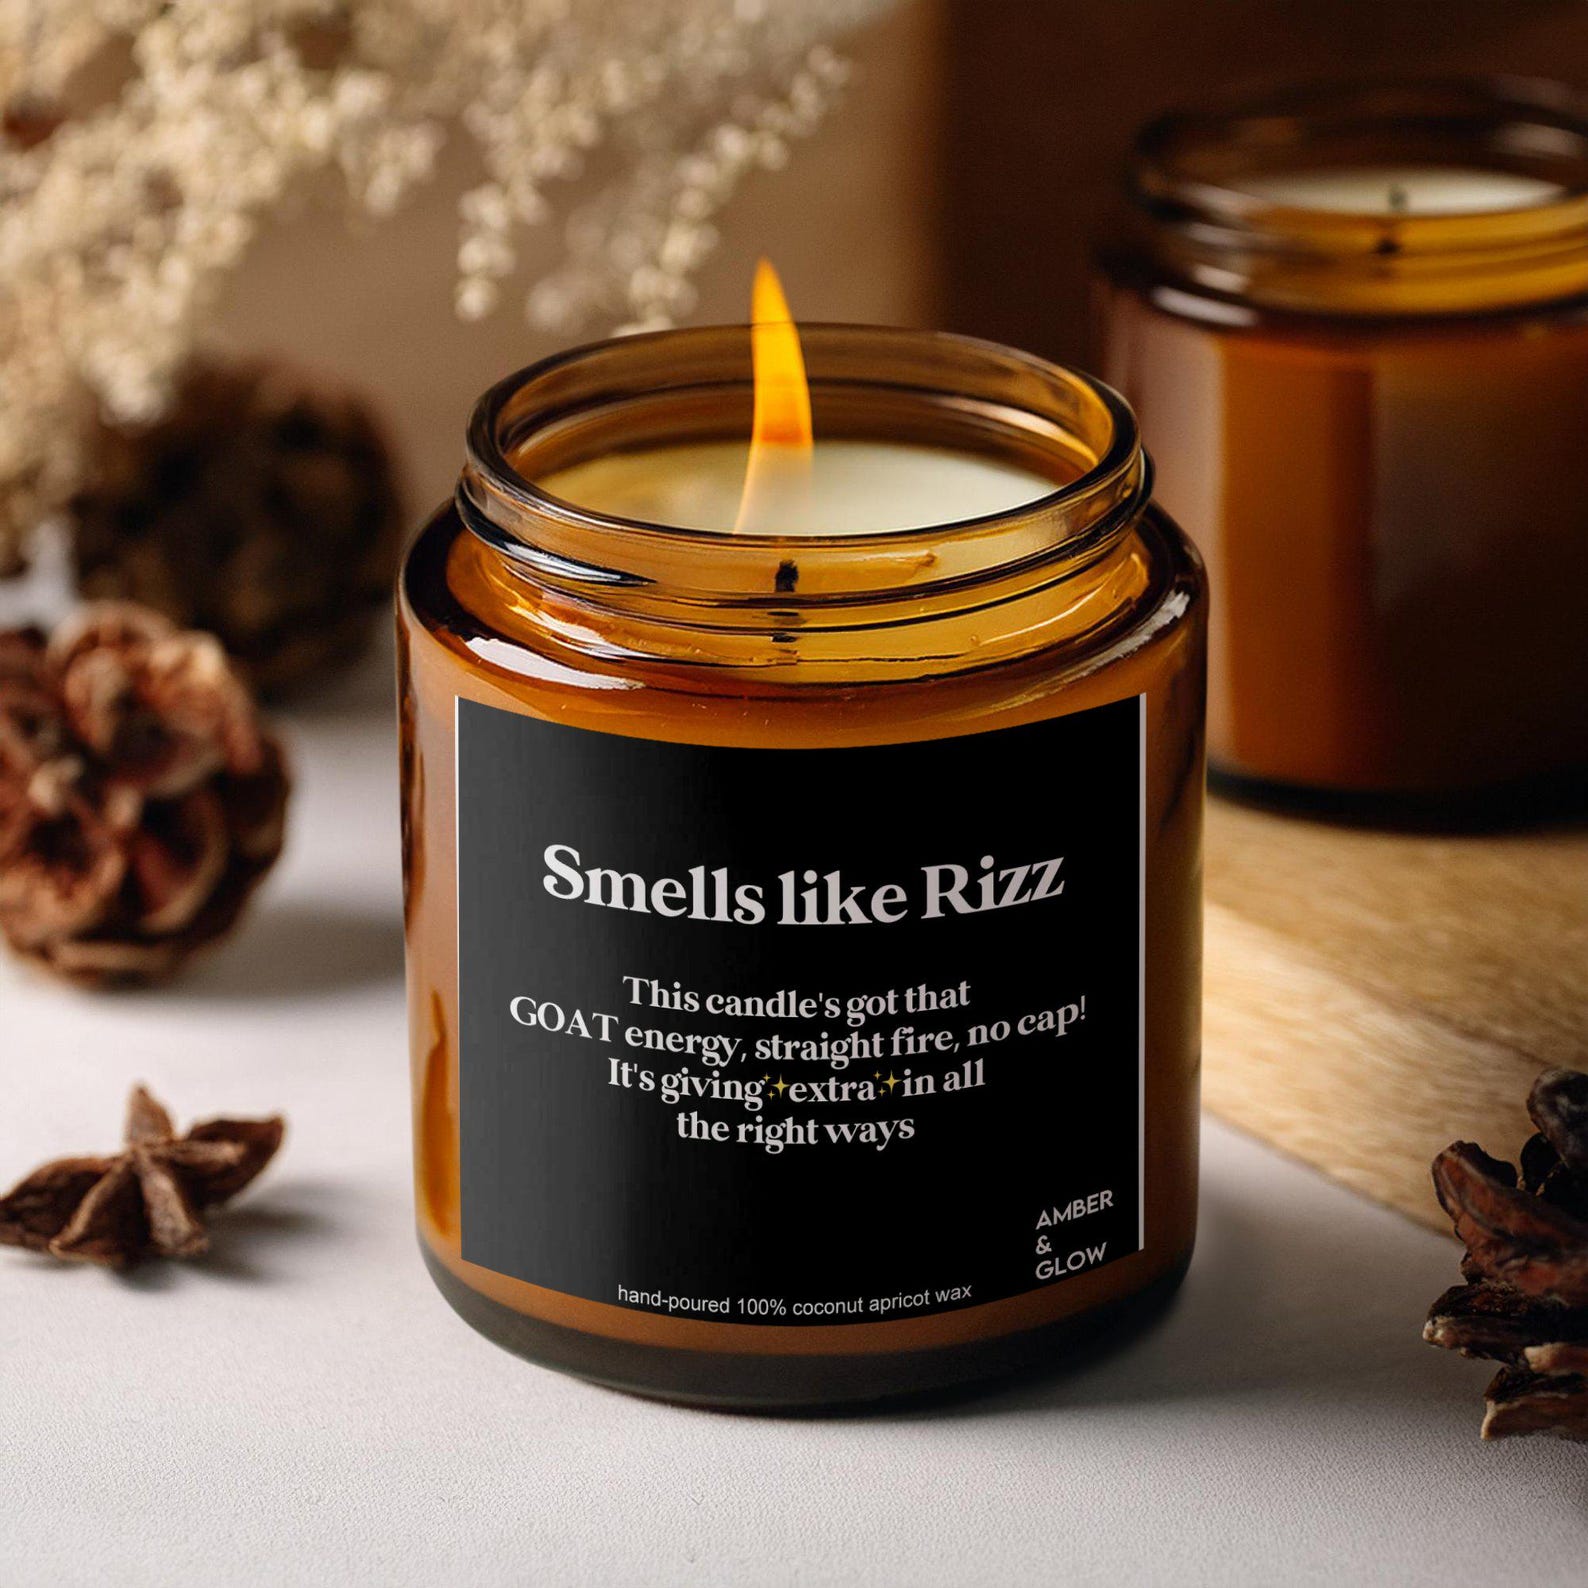 Smells like Rizz
This candle's got that
GOAT energy, straight fire, no cap!
It's giving✨extra✨in all
the right ways
AMBER
&
GLOW
hand-poured 100% coconut apricot wax